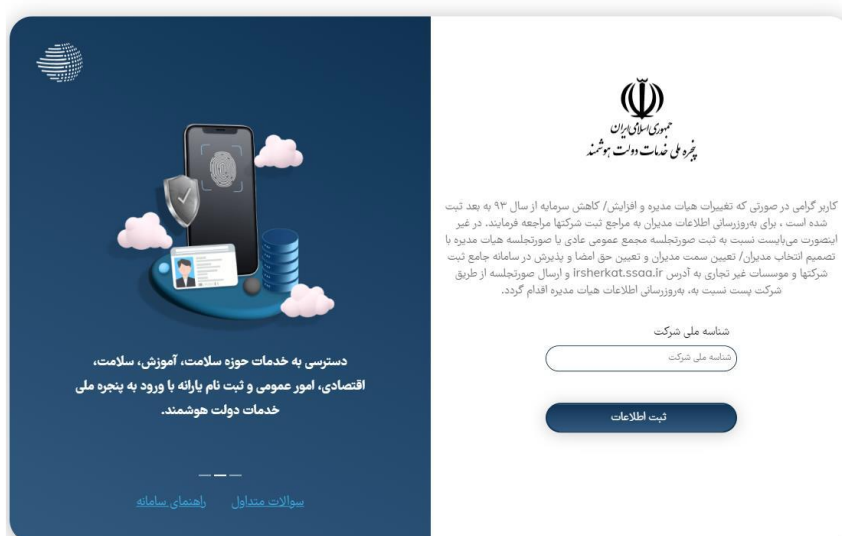 جمهوری اسلامی ایران
پنجره ملی خدمات دولت هوشمند
کاربر گرامی در صورتی که تغییرات هیات مدیره و افزایش/ کاهش سرمایه از سال ۹۳ به بعد ثبت
شده است ، برای به‌روزرسانی اطلاعات مدیران به مراجع ثبت شرکتها مراجعه فرمایند. در غیر
اینصورت می‌بایست نسبت به ثبت صورتجلسه مجمع عمومی عادی یا صورتجلسه هیات مدیره با
تصمیم انتخاب مدیران/ تعیین سمت مدیران و تعیین حق امضا و پذیرش در سامانه جامع ثبت
شرکتها و موسسات غیر تجاری به آدرس irsherkat.ssaa.ir و ارسال صورتجلسه از طریق
شرکت پست نسبت به، به‌روزرسانی اطلاعات هیات مدیره اقدام گردد.
شناسه ملی شرکت
شناسه ملی شرکت
ثبت اطلاعات
دسترسی به خدمات حوزه سلامت، آموزش، سلامت،
اقتصادی، امور عمومی و ثبت نام یارانه با ورود به پنجره ملی
خدمات دولت هوشمند.
راهنمای سامانه
سوالات متداول